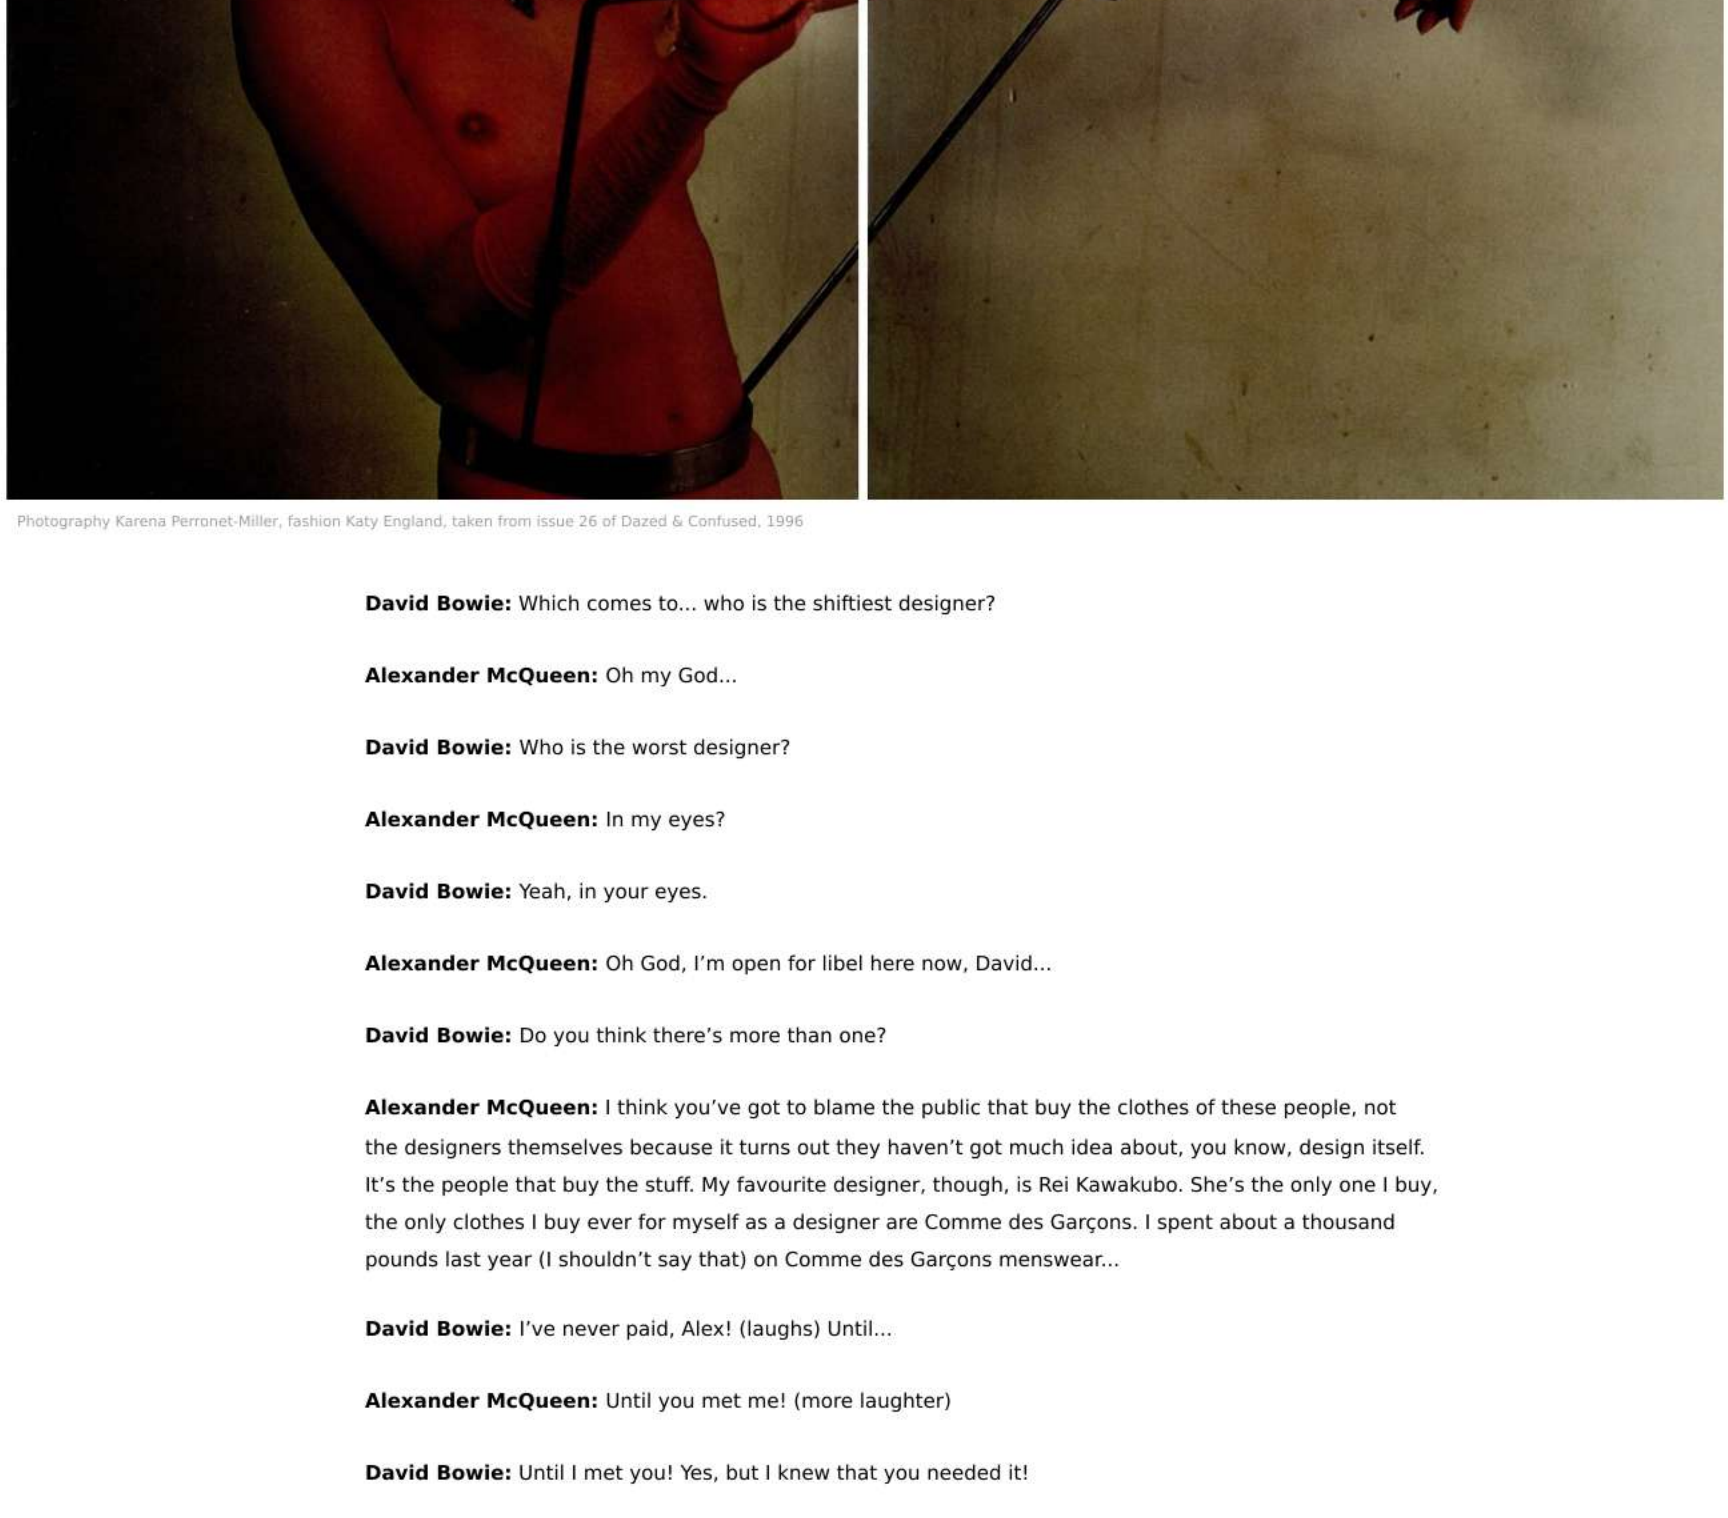 Photography Karena Perronet-Miller, fashion Katy England, taken from issue 26 of Dazed & Confused, 1996
David Bowie: Which comes to… who is the shiftiest designer?
Alexander McQueen: Oh my God…
David Bowie: Who is the worst designer?
Alexander McQueen: In my eyes?
David Bowie: Yeah, in your eyes.
Alexander McQueen: Oh God, I’m open for libel here now, David…
David Bowie: Do you think there’s more than one?
Alexander McQueen: I think you’ve got to blame the public that buy the clothes of these people, not
the designers themselves because it turns out they haven’t got much idea about, you know, design itself.
It’s the people that buy the stuff. My favourite designer, though, is Rei Kawakubo. She’s the only one I buy,
the only clothes I buy ever for myself as a designer are Comme des Garçons. I spent about a thousand
pounds last year (I shouldn’t say that) on Comme des Garçons menswear…
David Bowie: I’ve never paid, Alex! (laughs) Until…
Alexander McQueen: Until you met me! (more laughter)
David Bowie: Until I met you! Yes, but I knew that you needed it!